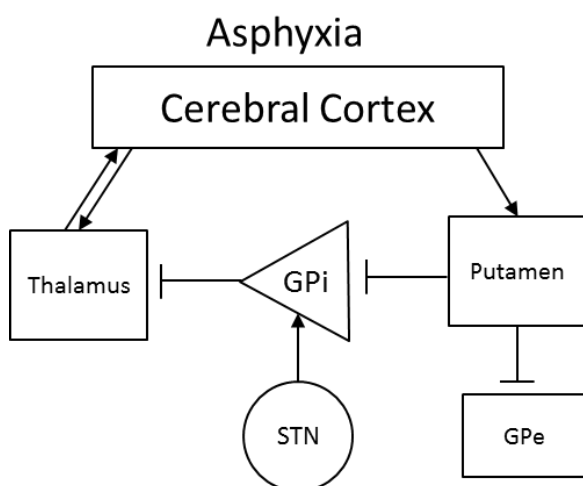 Asphyxia
Cerebral Cortex
Thalamus
GPi
Putamen
STN
GPe